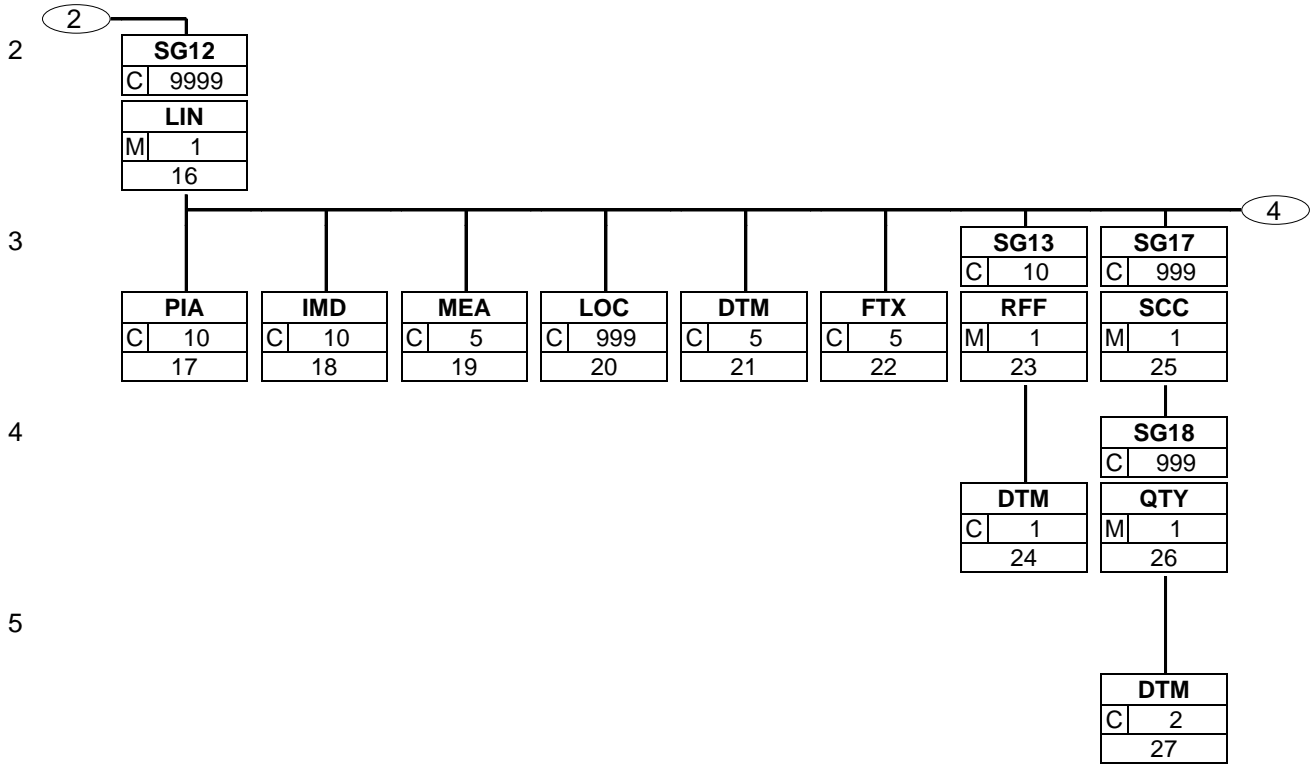 2
2
SG12
C 9999
LIN
M 1
16
4
3
SG13 SG17
C 10 C 999
PIA IMD MEA LOC DTM FTX RFF SCC
C 10 C 10 C 5 C 999 C 5 C 5 M 1 M 1
17 18 19 20 21 22 23 25
4
SG18
C 999
DTM QTY
C 1 M 1
24 26
5
DTM
C 2
27